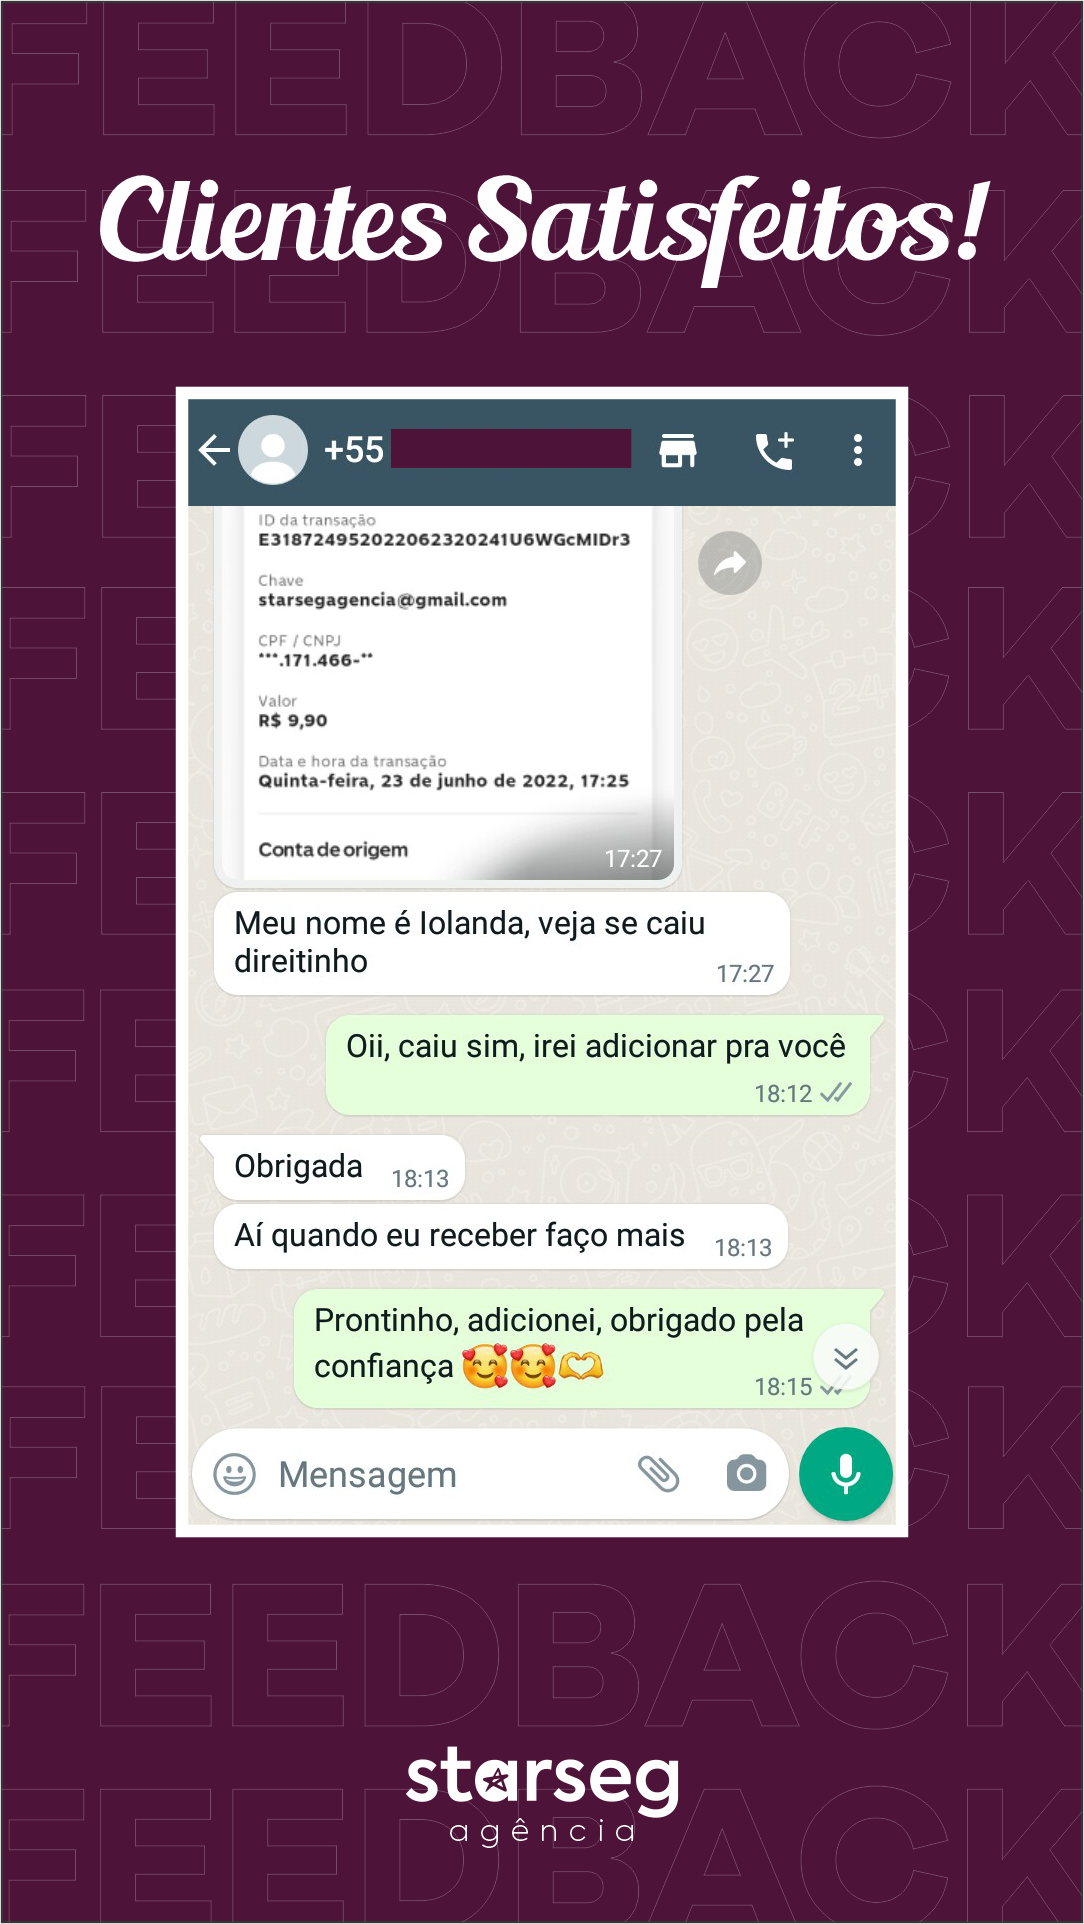 FEEDBACK
Clientes Satisfeitos!
FEEDBACK
+55
ID da transação
E31872495202206232024​1U6WGcMIDr3
Chave
starsegagencia@gmail.com
CPF / CNPJ
***.171.466-**
Valor
R$ 9,90
Data e hora da transação
Quinta-feira, 23 de junho de 2022, 17:25
Conta de origem
17:27
Meu nome é Iolanda, veja se caiu
direitinho
17:27
Oii, caiu sim, irei adicionar pra você
18:12
Obrigada 18:13
Aí quando eu receber faço mais 18:13
Prontinho, adicionei, obrigado pela
confiança 🥰🥰🫶
18:15
Mensagem
FEEDBACK
starseg
agência
FEEDBACK